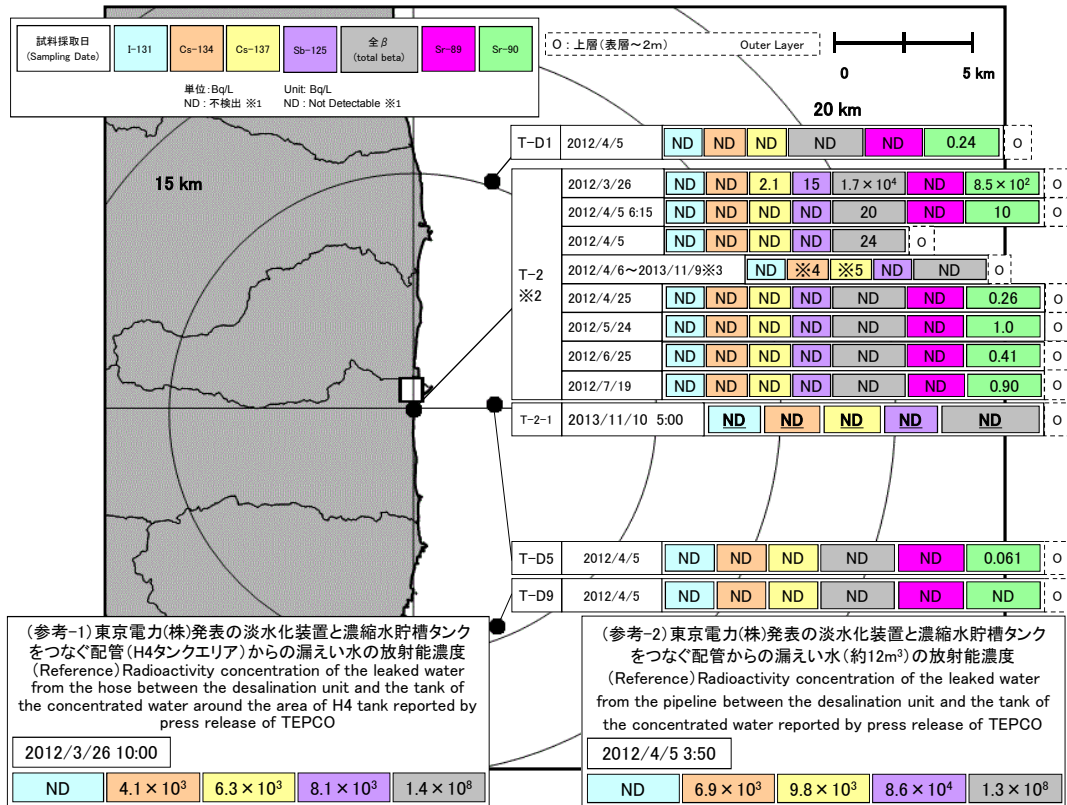 試料採取日 I-131 Cs-134 Cs-137 Sb-125 全β Sr-89 Sr-90
(Sampling Date) (total beta)
単位:Bq/L Unit: Bq/L
ND : 不検出 ※1 ND : Not Detectable ※1
O : 上層(表層～2m) Outer Layer
0 5 km
20 km
15 km
T-D1 2012/4/5 ND ND ND ND ND 0.24 O
T-2
※2
2012/3/26 ND ND 2.1 15 1.7 × 10⁴ ND 8.5 × 10² O
2012/4/5 6:15 ND ND ND ND 20 ND 10 O
2012/4/5 ND ND ND ND 24 O
2012/4/6～2013/11/9※3 ND ※4 ※5 ND ND O
2012/4/25 ND ND ND ND ND ND 0.26 O
2012/5/24 ND ND ND ND ND ND 1.0 O
2012/6/25 ND ND ND ND ND ND 0.41 O
2012/7/19 ND ND ND ND ND ND 0.90 O
T-2-1 2013/11/10 5:00 ND ND ND ND ND O
T-D5 2012/4/5 ND ND ND ND ND 0.061 O
T-D9 2012/4/5 ND ND ND ND ND ND O
(参考-1)東京電力(株)発表の淡水化装置と濃縮水貯槽タンク
をつなぐ配管(H4タンクエリア)からの漏えい水の放射能濃度
(Reference) Radioactivity concentration of the leaked water
from the hose between the desalination unit and the tank of
the concentrated water around the area of H4 tank reported by
press release of TEPCO
2012/3/26 10:00
ND 4.1 × 10³ 6.3 × 10³ 8.1 × 10³ 1.4 × 10⁸
(参考-2)東京電力(株)発表の淡水化装置と濃縮水貯槽タンク
をつなぐ配管からの漏えい水(約12m³)の放射能濃度
(Reference) Radioactivity concentration of the leaked water
from the pipeline between the desalination unit and the tank of
the concentrated water reported by press release of TEPCO
2012/4/5 3:50
ND 6.9 × 10³ 9.8 × 10³ 8.6 × 10⁴ 1.3 × 10⁸